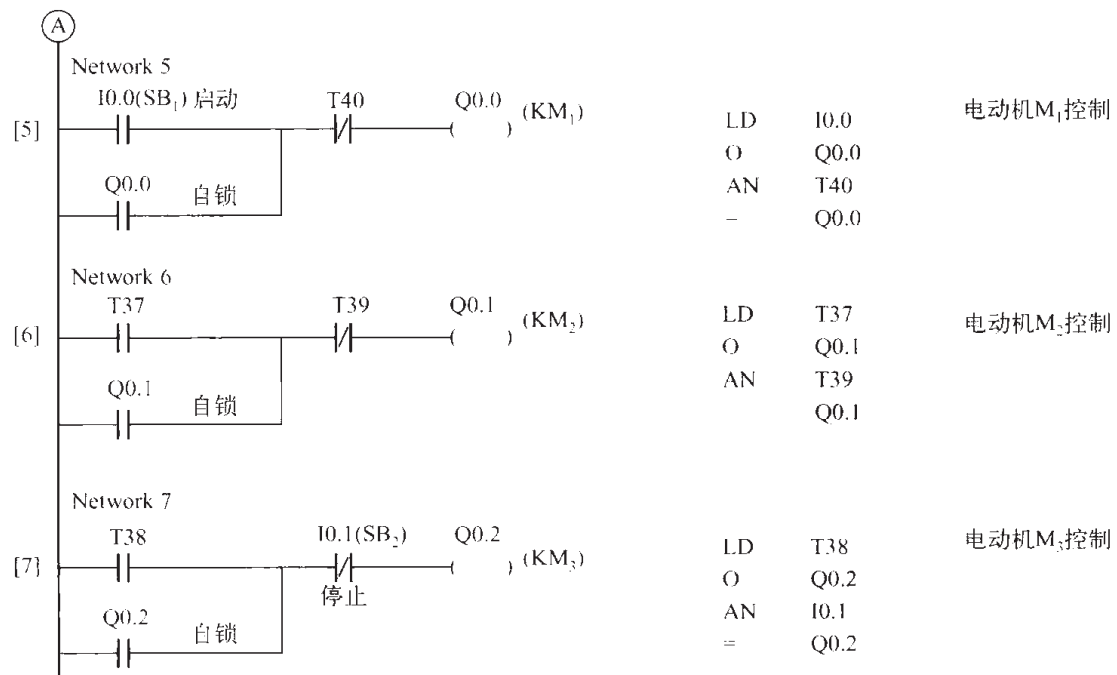 A
Network 5
I0.0(SB₁) 启动 T40 Q0.0 (KM₁)
[5]
Q0.0 自锁
LD I0.0
O Q0.0
AN T40
= Q0.0
电动机M₁控制
Network 6
T37 T39 Q0.1 (KM₂)
[6]
Q0.1 自锁
LD T37
O Q0.1
AN T39
Q0.1
电动机M₂控制
Network 7
T38 I0.1(SB₂) Q0.2 (KM₃)
[7]
停止
Q0.2 自锁
LD T38
O Q0.2
AN I0.1
= Q0.2
电动机M₃控制